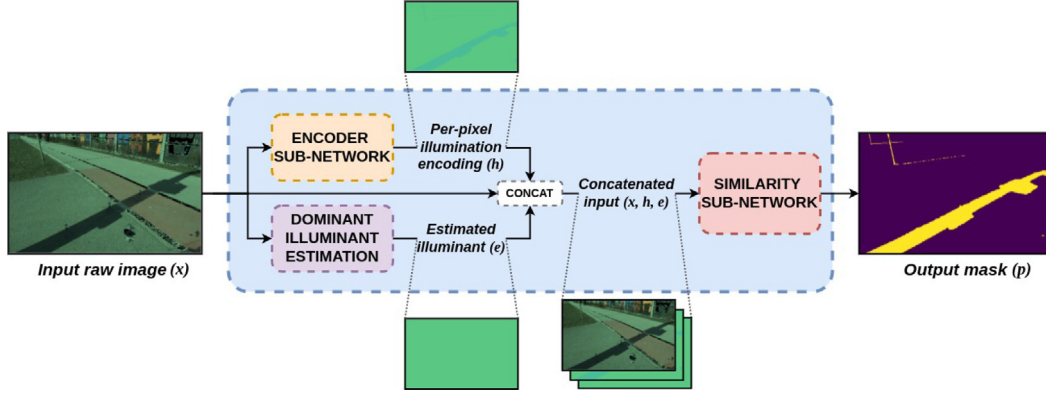 ENCODER
SUB-NETWORK
Per-pixel
illumination
encoding (h)
CONCAT
Concatenated
input (x, h, e)
SIMILARITY
SUB-NETWORK
DOMINANT
ILLUMINANT
ESTIMATION
Estimated
illuminant (e)
Input raw image (x)
Output mask (p)